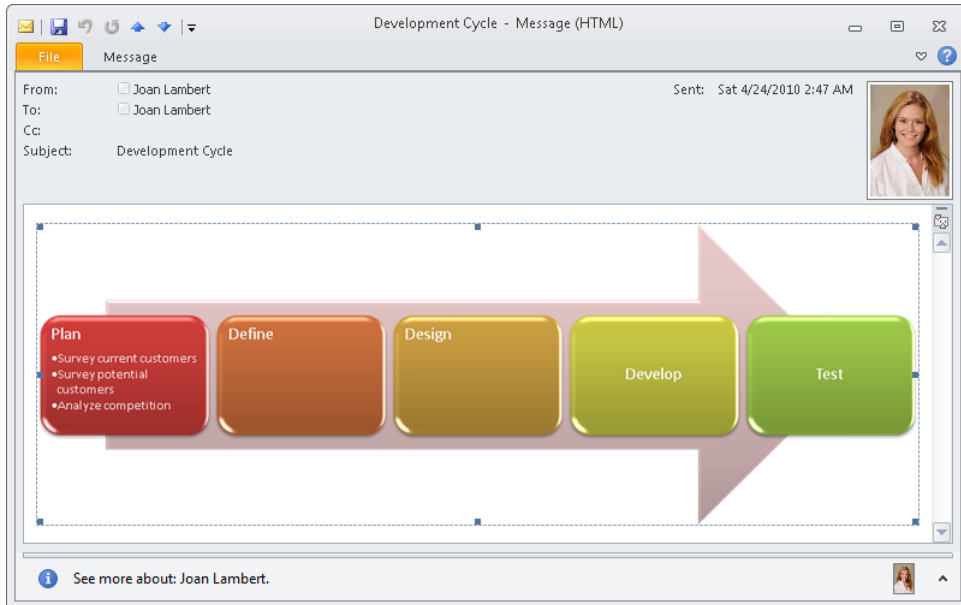 Development Cycle - Message (HTML)
File Message
From: Joan Lambert
Sent: Sat 4/24/2010 2:47 AM
To: Joan Lambert
Cc:
Subject: Development Cycle
Plan
•Survey current customers
•Survey potential
customers
•Analyze competition
Define
Design
Develop
Test
See more about: Joan Lambert.